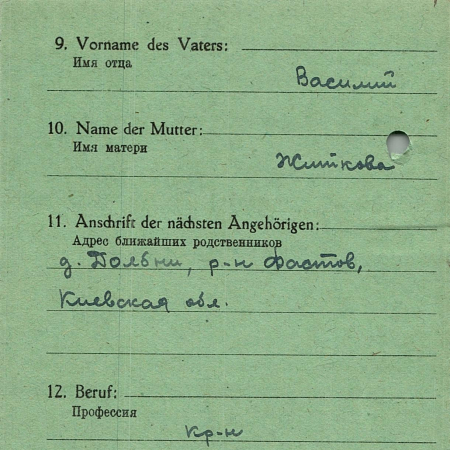 9. Vorname des Vaters:
Имя отца
Василий
10. Name der Mutter:
Имя матери
Житкова
11. Anschrift der nächsten Angehörigen:
Адрес ближайших родственников
д. Долбни, р-н Фастов,
Киевская обл.
12. Beruf:
Профессия
кр-н